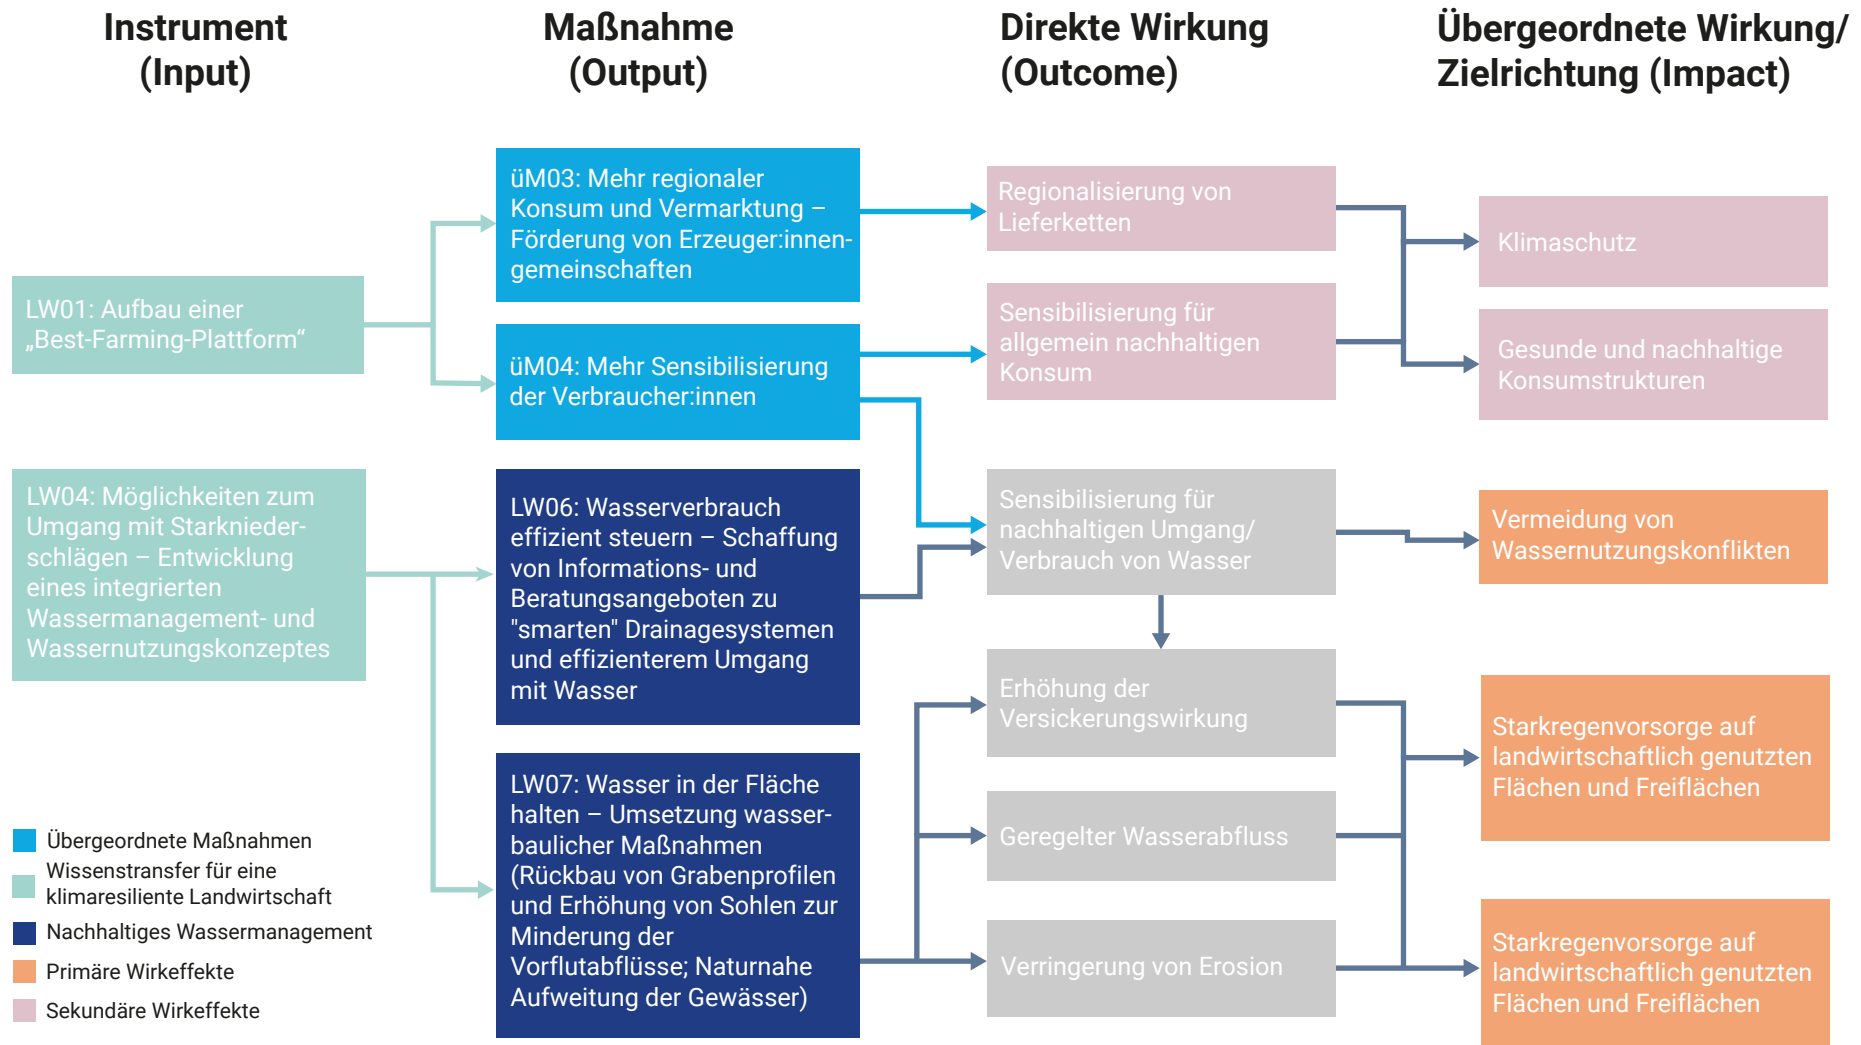 Instrument
(Input)
Maßnahme
(Output)
Direkte Wirkung
(Outcome)
Übergeordnete Wirkung/
Zielrichtung (Impact)
LW01: Aufbau einer
„Best-Farming-Plattform“
LW04: Möglichkeiten zum
Umgang mit Starknieder-
schlägen – Entwicklung
eines integrierten
Wassermanagement- und
Wassernutzungskonzeptes
üM03: Mehr regionaler
Konsum und Vermarktung –
Förderung von Erzeuger:innen-
gemeinschaften
üM04: Mehr Sensibilisierung
der Verbraucher:innen
LW06: Wasserverbrauch
effizient steuern – Schaffung
von Informations- und
Beratungsangeboten zu
"smarten" Drainagesystemen
und effizienterem Umgang
mit Wasser
LW07: Wasser in der Fläche
halten – Umsetzung wasser-
baulicher Maßnahmen
(Rückbau von Grabenprofilen
und Erhöhung von Sohlen zur
Minderung der
Vorflutabflüsse; Naturnahe
Aufweitung der Gewässer)
Regionalisierung von
Lieferketten
Sensibilisierung für
allgemein nachhaltigen
Konsum
Sensibilisierung für
nachhaltigen Umgang/
Verbrauch von Wasser
Erhöhung der
Versickerungswirkung
Geregelter Wasserabfluss
Verringerung von Erosion
Klimaschutz
Gesunde und nachhaltige
Konsumstrukturen
Vermeidung von
Wassernutzungskonflikten
Starkregenvorsorge auf
landwirtschaftlich genutzten
Flächen und Freiflächen
Starkregenvorsorge auf
landwirtschaftlich genutzten
Flächen und Freiflächen
Übergeordnete Maßnahmen
Wissenstransfer für eine
klimaresiliente Landwirtschaft
Nachhaltiges Wassermanagement
Primäre Wirkeffekte
Sekundäre Wirkeffekte